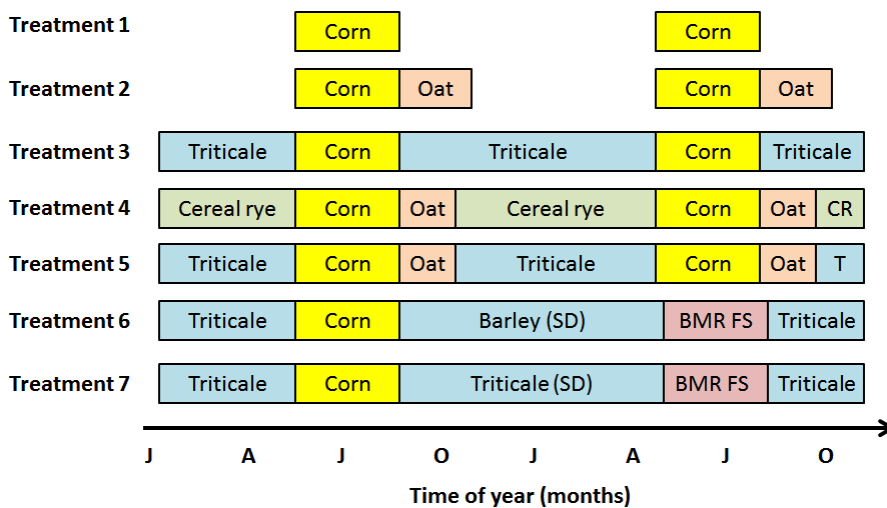 Treatment 1 Corn Corn
Treatment 2 Corn Oat Corn Oat
Treatment 3 Triticale Corn Triticale Corn Triticale
Treatment 4 Cereal rye Corn Oat Cereal rye Corn Oat CR
Treatment 5 Triticale Corn Oat Triticale Corn Oat T
Treatment 6 Triticale Corn Barley (SD) BMR FS Triticale
Treatment 7 Triticale Corn Triticale (SD) BMR FS Triticale
J A J O J A J O
Time of year (months)